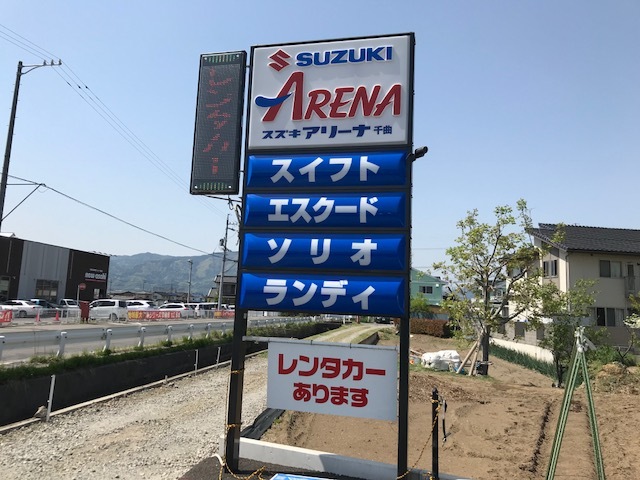 SUZUKI
ARENA
スズキアリーナ千曲
スイフト
エスクード
ソリオ
ランディ
レンタカー
あります